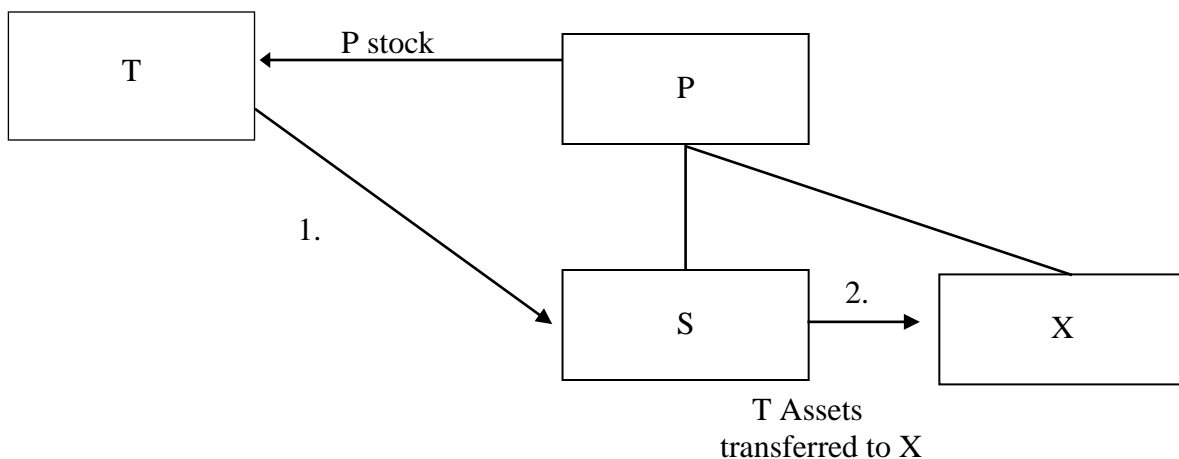 P stock
T
P
1.
2.
S
X
T Assets
transferred to X